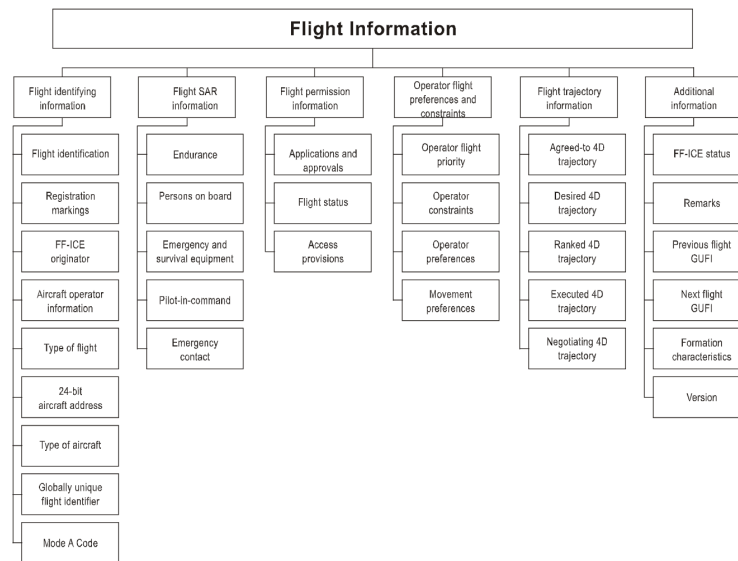 Flight Information
Flight identifying
information
Flight identification
Registration
markings
FF-ICE
originator
Aircraft operator
information
Type of flight
24-bit
aircraft address
Type of aircraft
Globally unique
flight identifier
Mode A Code
Flight SAR
information
Endurance
Persons on board
Emergency and
survival equipment
Pilot-in-command
Emergency
contact
Flight permission
information
Applications and
approvals
Flight status
Access
provisions
Operator flight
preferences and
constraints
Operator flight
priority
Operator
constraints
Operator
preferences
Movement
preferences
Flight trajectory
information
Agreed-to 4D
trajectory
Desired 4D
trajectory
Ranked 4D
trajectory
Executed 4D
trajectory
Negotiating 4D
trajectory
Additional
information
FF-ICE status
Remarks
Previous flight
GUFI
Next flight
GUFI
Formation
characteristics
Version